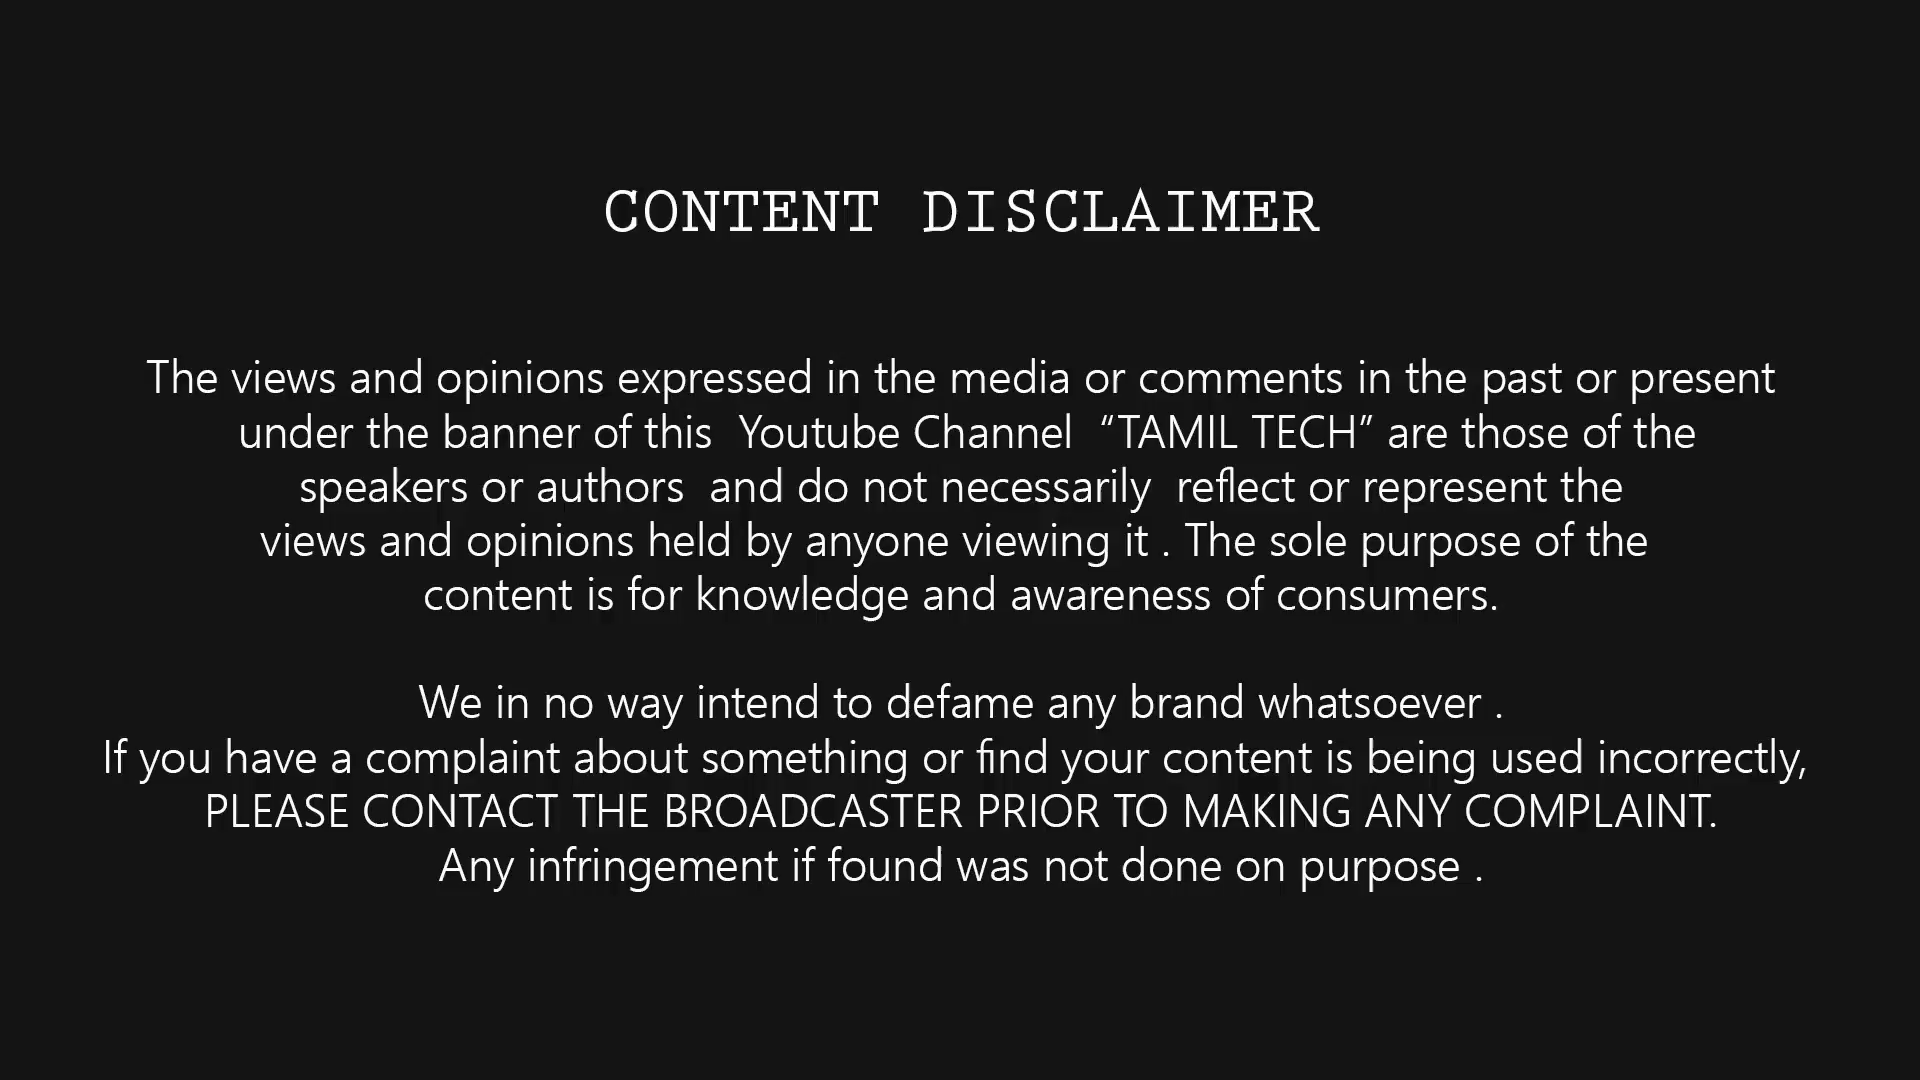 CONTENT DISCLAIMER
The views and opinions expressed in the media or comments in the past or present
under the banner of this  Youtube Channel  “TAMIL TECH” are those of the
speakers or authors  and do not necessarily  reflect or represent the
views and opinions held by anyone viewing it . The sole purpose of the
content is for knowledge and awareness of consumers.
We in no way intend to defame any brand whatsoever .
If you have a complaint about something or find your content is being used incorrectly,
PLEASE CONTACT THE BROADCASTER PRIOR TO MAKING ANY COMPLAINT.
Any infringement if found was not done on purpose .